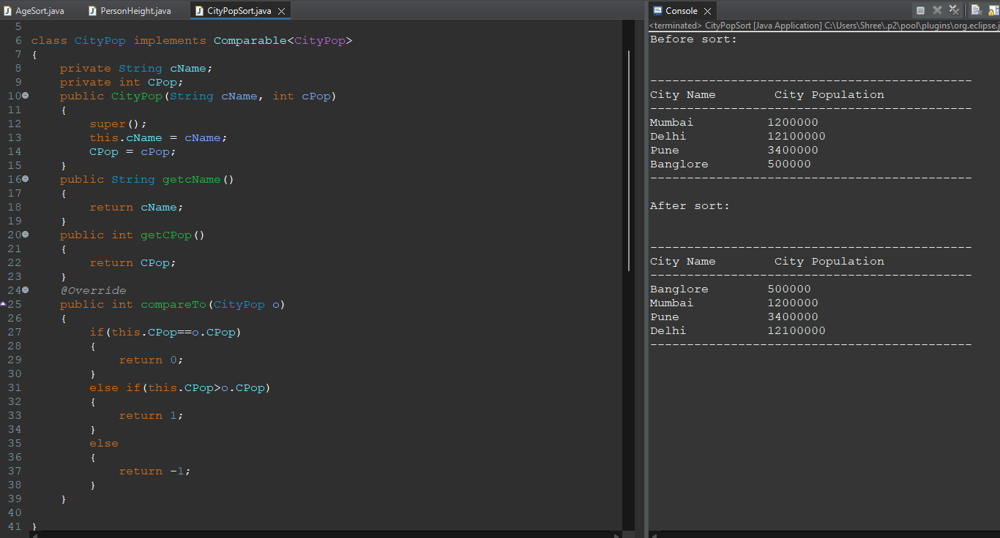 AgeSort.java PersonHeight.java CityPopSort.java
5
6 class CityPop implements Comparable<CityPop>
7 {
8 private String cName;
9 private int CPop;
10 public CityPop(String cName, int cPop)
11 {
12 super();
13 this.cName = cName;
14 CPop = cPop;
15 }
16 public String getcName()
17 {
18 return cName;
19 }
20 public int getCPop()
21 {
22 return CPop;
23 }
24 @Override
25 public int compareTo(CityPop o)
26 {
27 if(this.CPop==o.CPop)
28 {
29 return 0;
30 }
31 else if(this.CPop>o.CPop)
32 {
33 return 1;
34 }
35 else
36 {
37 return -1;
38 }
39 }
40
41 }
Console
<terminated> CityPopSort [Java Application] C:\Users\Shree\.p2\pool\plugins\org.eclipse.j
Before sort:
--------------------------------------------
City Name City Population
--------------------------------------------
Mumbai 1200000
Delhi 12100000
Pune 3400000
Banglore 500000
--------------------------------------------
After sort:
--------------------------------------------
City Name City Population
--------------------------------------------
Banglore 500000
Mumbai 1200000
Pune 3400000
Delhi 12100000
--------------------------------------------